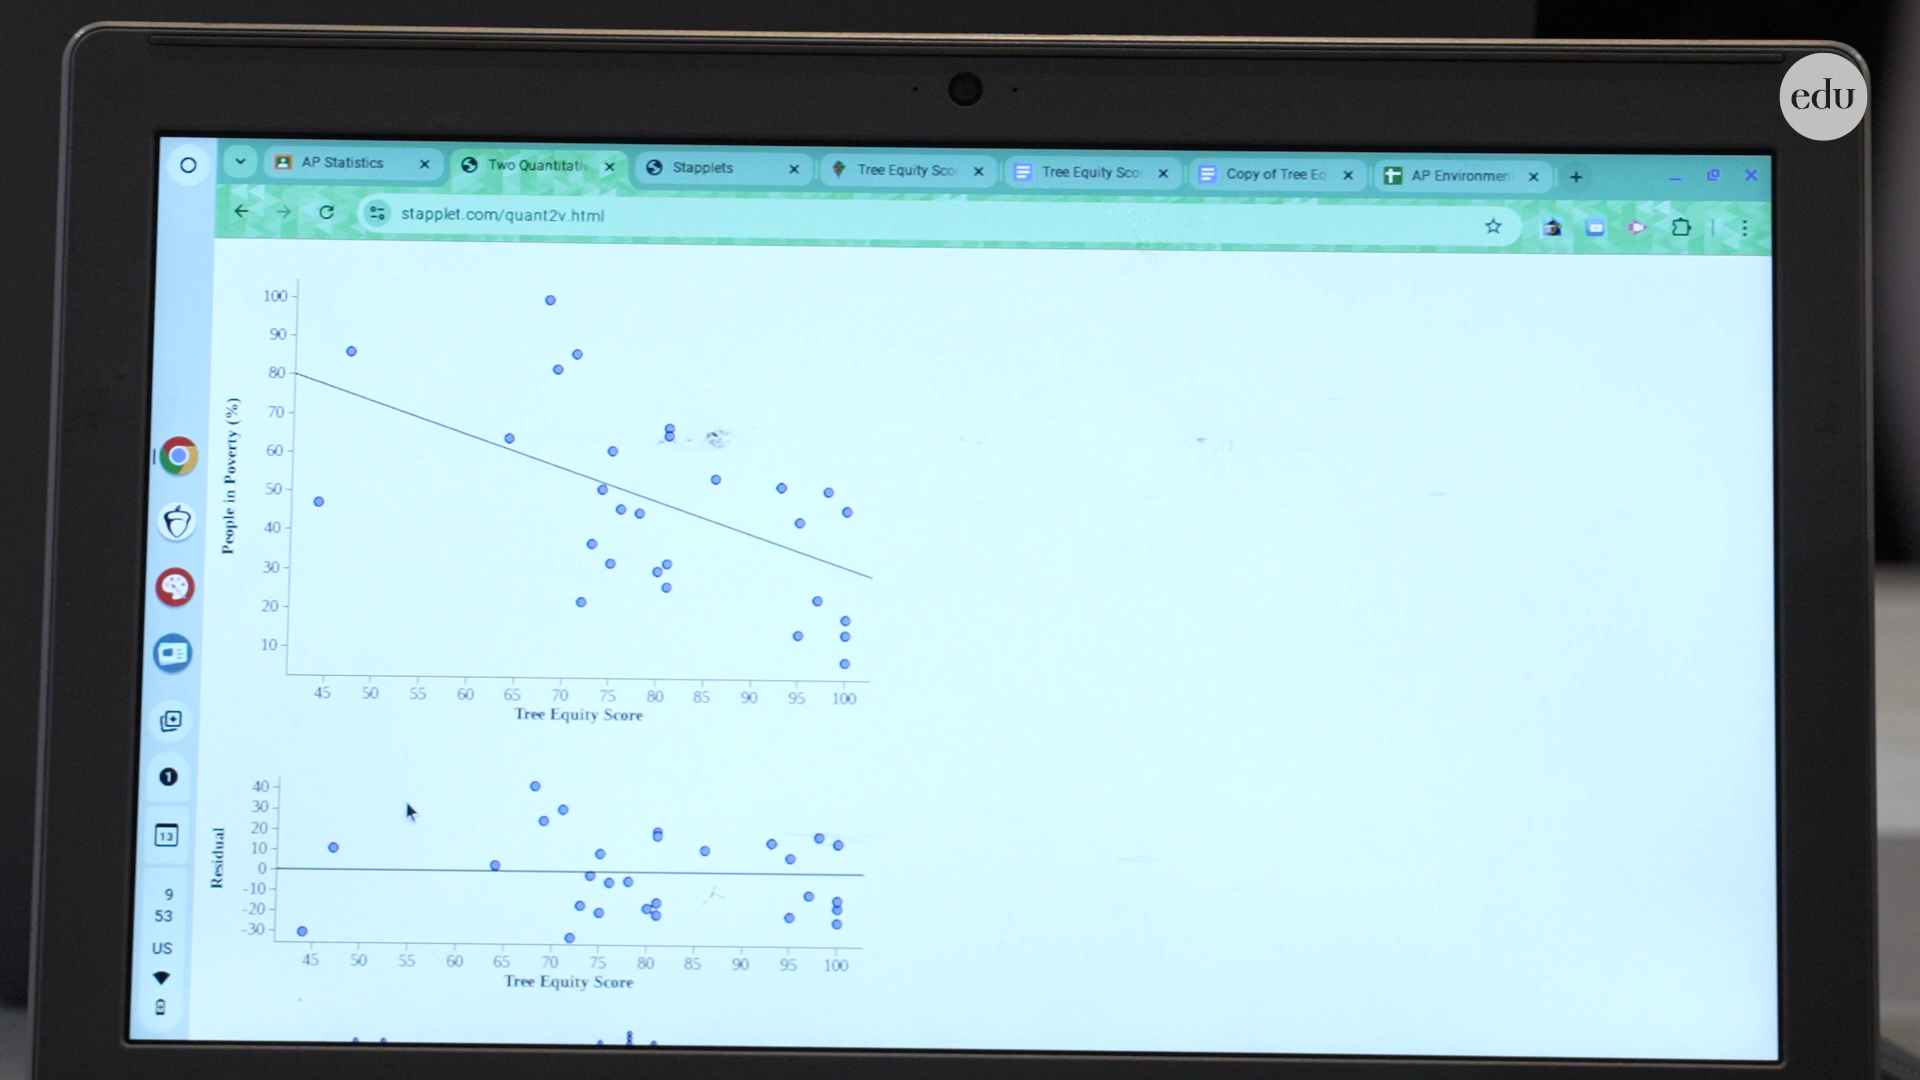 edu
AP Statistics
Two Quantitati
Stapplets
Tree Equity Sco
Tree Equity Sco
Copy of Tree Eq
AP Environmen
stapplet.com/quant2v.html
100
90
80
70
60
50
40
30
20
10
People in Poverty (%)
45 50 55 60 65 70 75 80 85 90 95 100
Tree Equity Score
40
30
20
10
0
-10
-20
-30
Residual
45 50 55 60 65 70 75 80 85 90 95 100
Tree Equity Score
1
13
9
53
US